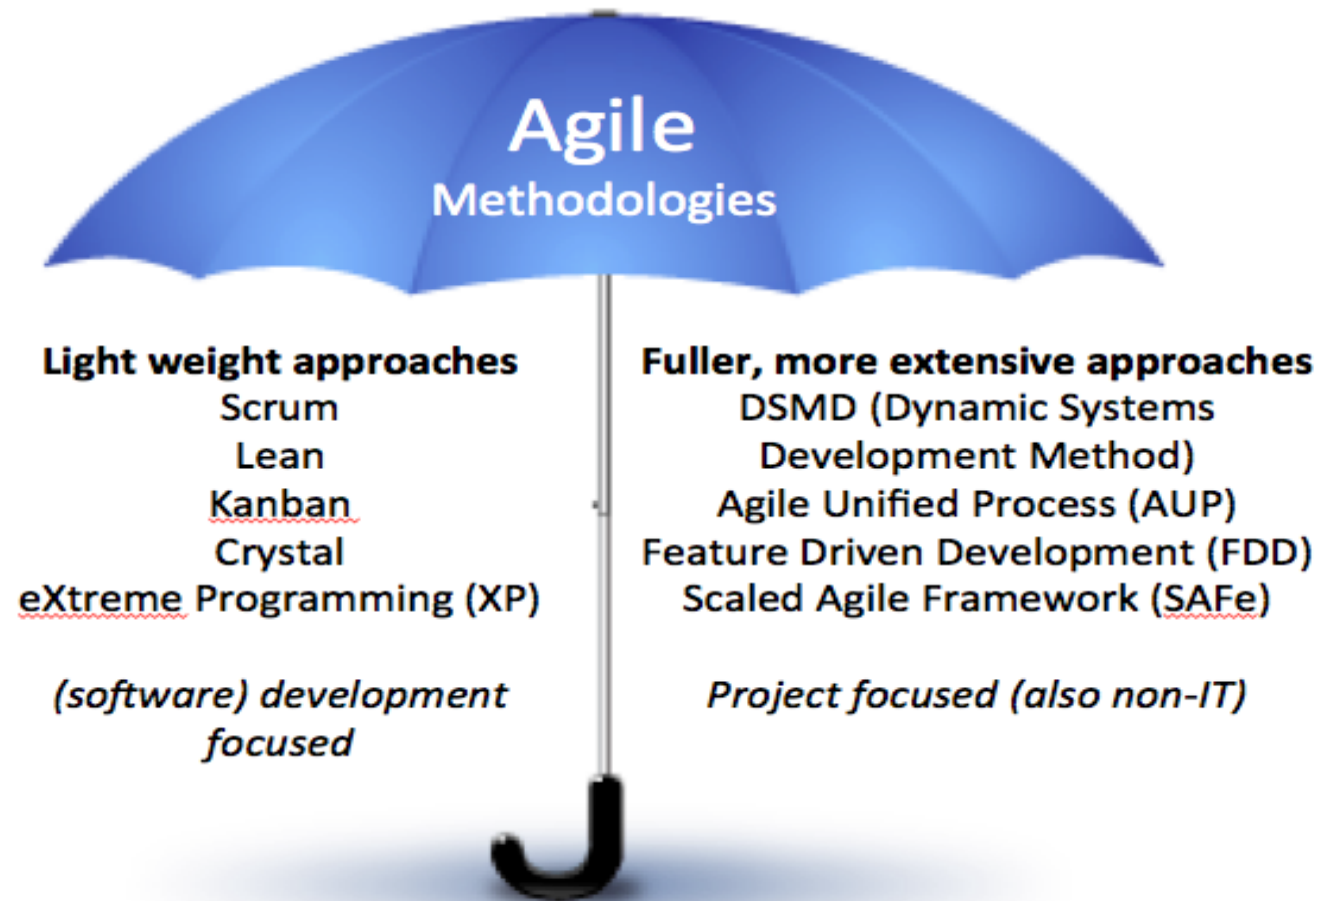 Agile
Methodologies
Light weight approaches
Scrum
Lean
Kanban
Crystal
eXtreme Programming (XP)
(software) development
focused
Fuller, more extensive approaches
DSMD (Dynamic Systems
Development Method)
Agile Unified Process (AUP)
Feature Driven Development (FDD)
Scaled Agile Framework (SAFe)
Project focused (also non-IT)